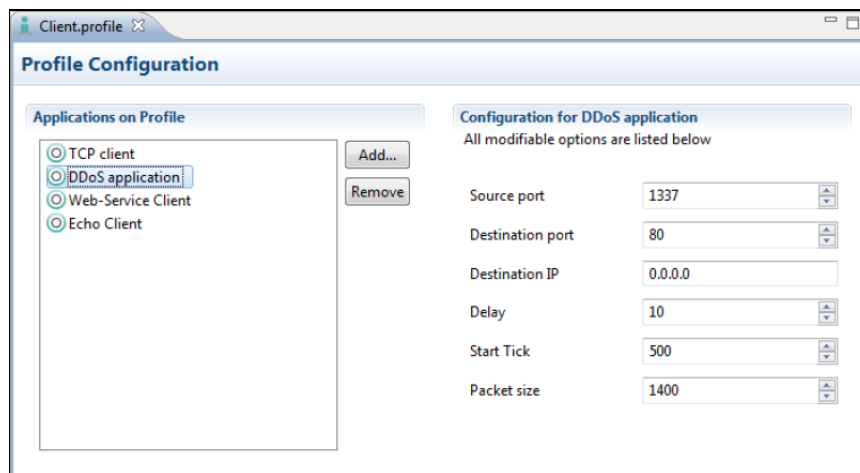 Client.profile
Profile Configuration
Applications on Profile
TCP client
DDoS application
Web-Service Client
Echo Client
Add...
Remove
Configuration for DDoS application
All modifiable options are listed below
Source port 1337
Destination port 80
Destination IP 0.0.0.0
Delay 10
Start Tick 500
Packet size 1400